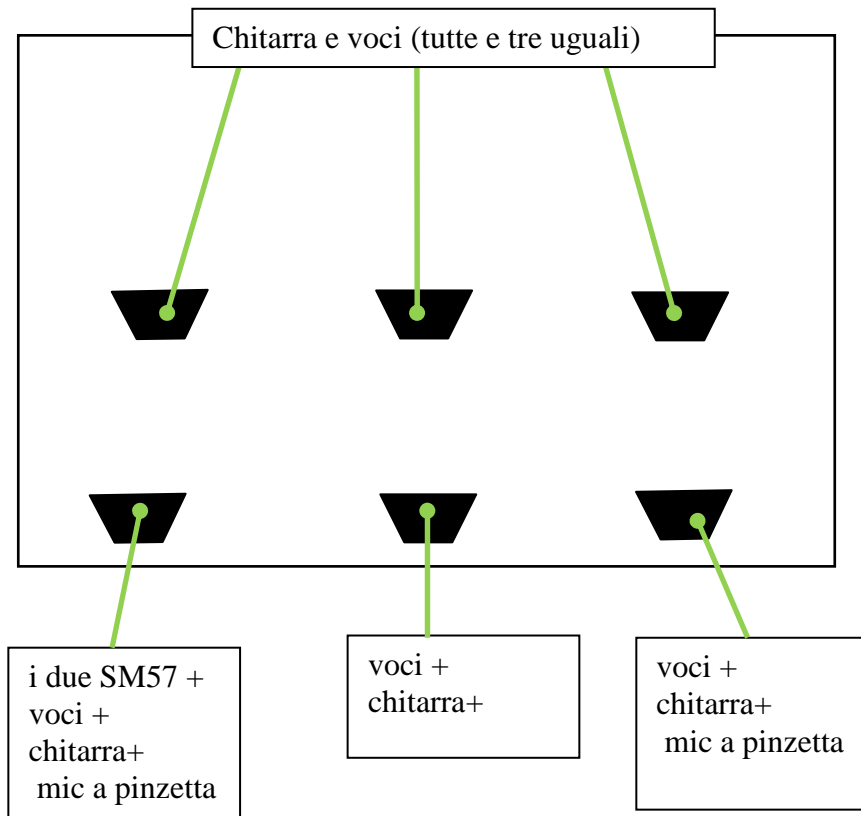 Chitarra e voci (tutte e tre uguali)
i due SM57 +
voci +
chitarra+
mic a pinzetta
voci +
chitarra+
voci +
chitarra+
mic a pinzetta